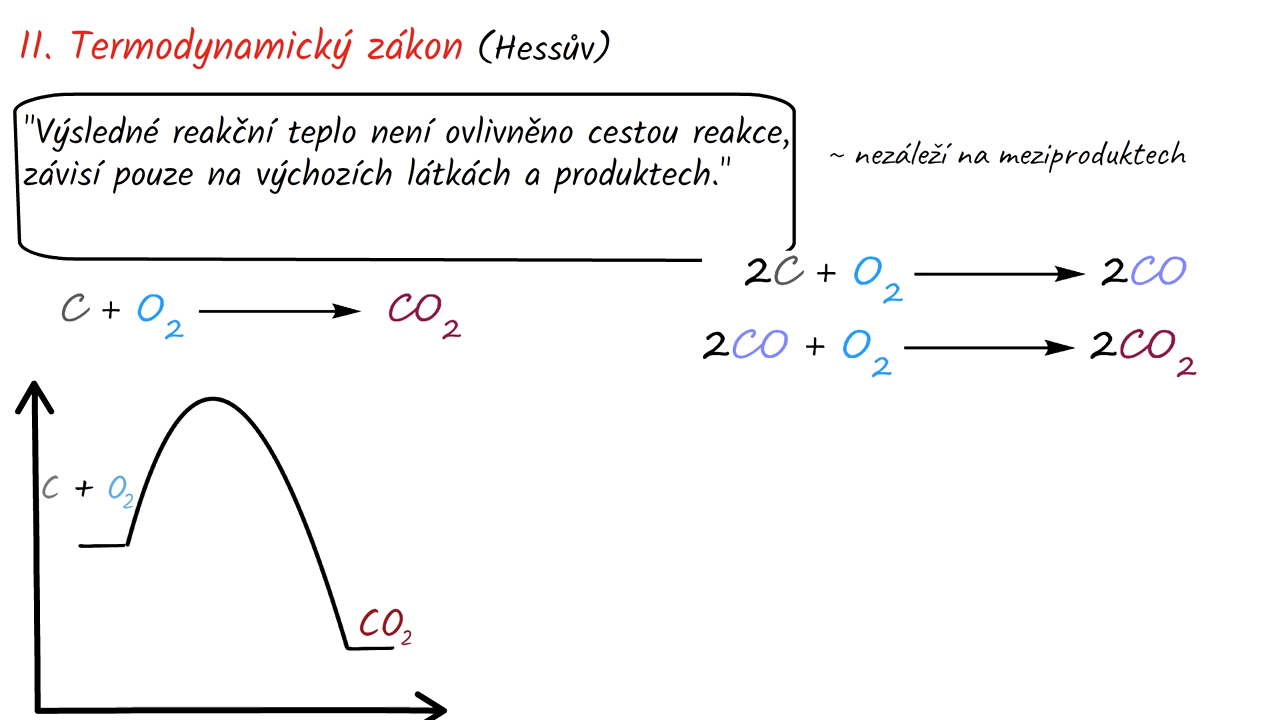 II. Termodynamický zákon (Hessův)
"Výsledné reakční teplo není ovlivněno cestou reakce,
závisí pouze na výchozích látkách a produktech."
~ nezáleží na meziproduktech
2C + O₂ → 2CO
C + O₂ → CO₂
2CO + O₂ → 2CO₂
C + O₂
CO₂